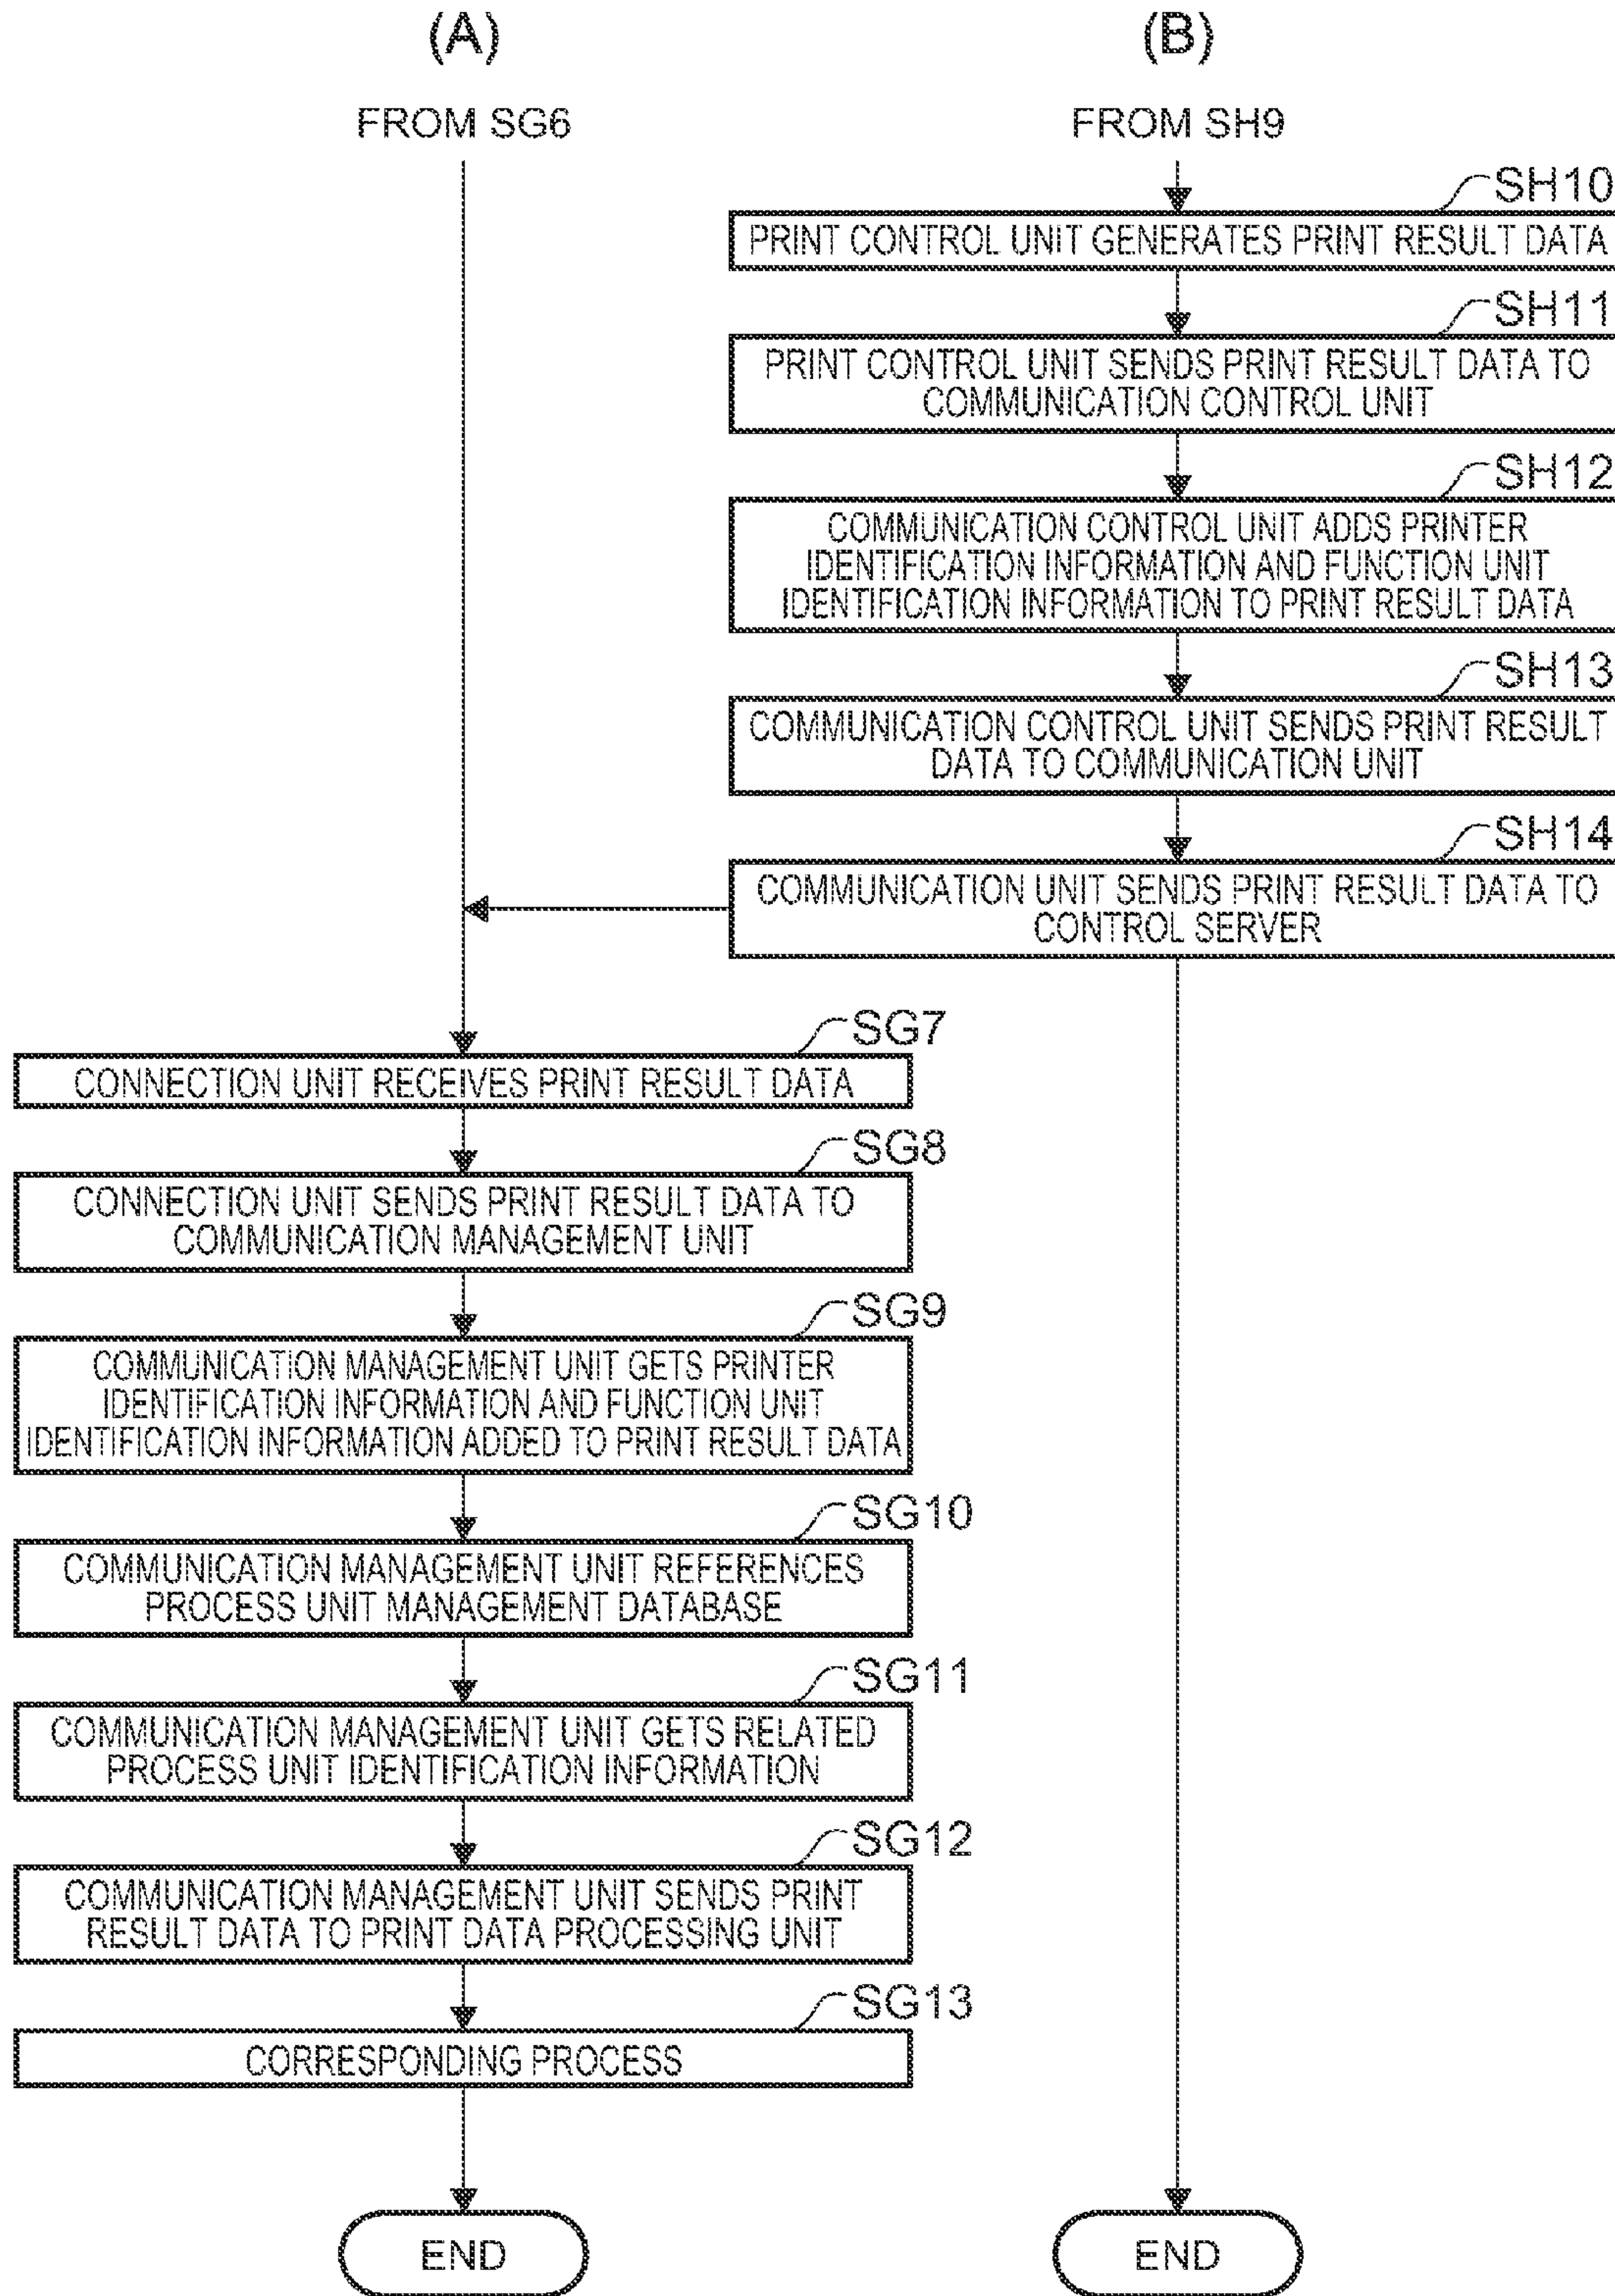 (A)
FROM SG6
(B)
FROM SH9
SH10
PRINT CONTROL UNIT GENERATES PRINT RESULT DATA
SH11
PRINT CONTROL UNIT SENDS PRINT RESULT DATA TO
COMMUNICATION CONTROL UNIT
SH12
COMMUNICATION CONTROL UNIT ADDS PRINTER
IDENTIFICATION INFORMATION AND FUNCTION UNIT
IDENTIFICATION INFORMATION TO PRINT RESULT DATA
SH13
COMMUNICATION CONTROL UNIT SENDS PRINT RESULT
DATA TO COMMUNICATION UNIT
SH14
COMMUNICATION UNIT SENDS PRINT RESULT DATA TO
CONTROL SERVER
SG7
CONNECTION UNIT RECEIVES PRINT RESULT DATA
SG8
CONNECTION UNIT SENDS PRINT RESULT DATA TO
COMMUNICATION MANAGEMENT UNIT
SG9
COMMUNICATION MANAGEMENT UNIT GETS PRINTER
IDENTIFICATION INFORMATION AND FUNCTION UNIT
IDENTIFICATION INFORMATION ADDED TO PRINT RESULT DATA
SG10
COMMUNICATION MANAGEMENT UNIT REFERENCES
PROCESS UNIT MANAGEMENT DATABASE
SG11
COMMUNICATION MANAGEMENT UNIT GETS RELATED
PROCESS UNIT IDENTIFICATION INFORMATION
SG12
COMMUNICATION MANAGEMENT UNIT SENDS PRINT
RESULT DATA TO PRINT DATA PROCESSING UNIT
SG13
CORRESPONDING PROCESS
END
END